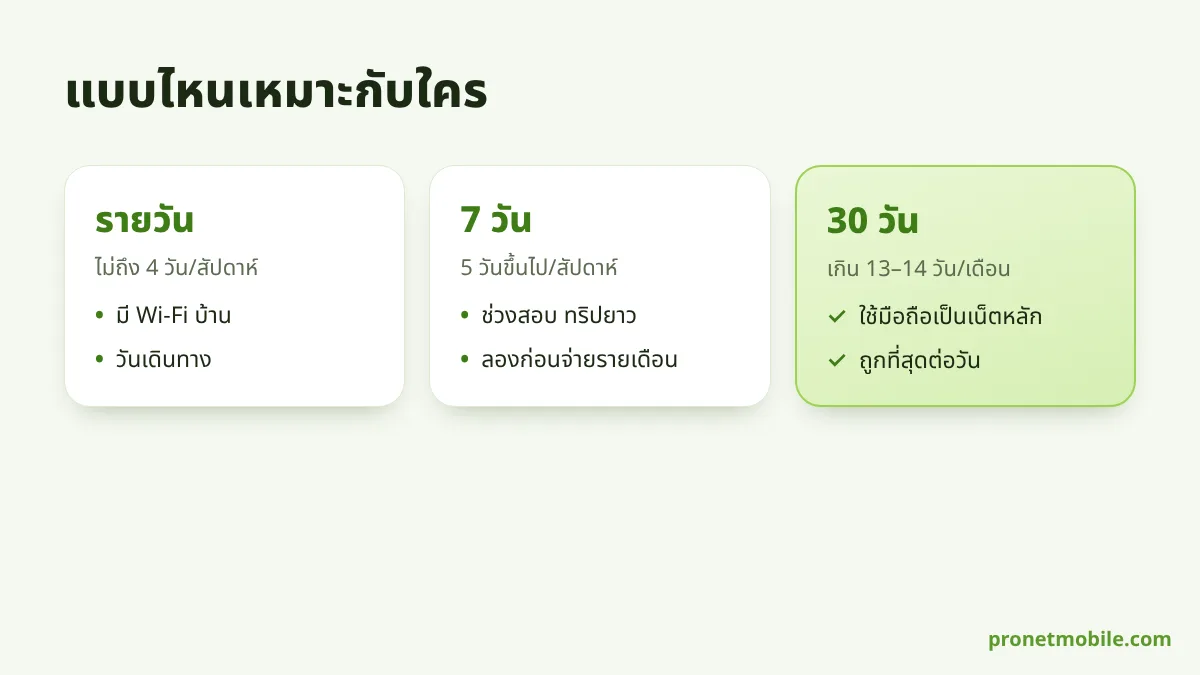 แบบไหนเหมาะกับใคร
รายวัน
ไม่ถึง 4 วัน/สัปดาห์
• มี Wi-Fi บ้าน
• วันเดินทาง
7 วัน
5 วันขึ้นไป/สัปดาห์
• ช่วงสอบ ทริปยาว
• ลองก่อนจ่ายรายเดือน
30 วัน
เกิน 13–14 วัน/เดือน
✓ ใช้มือถือเป็นเน็ตหลัก
✓ ถูกที่สุดต่อวัน
pronetmobile.com